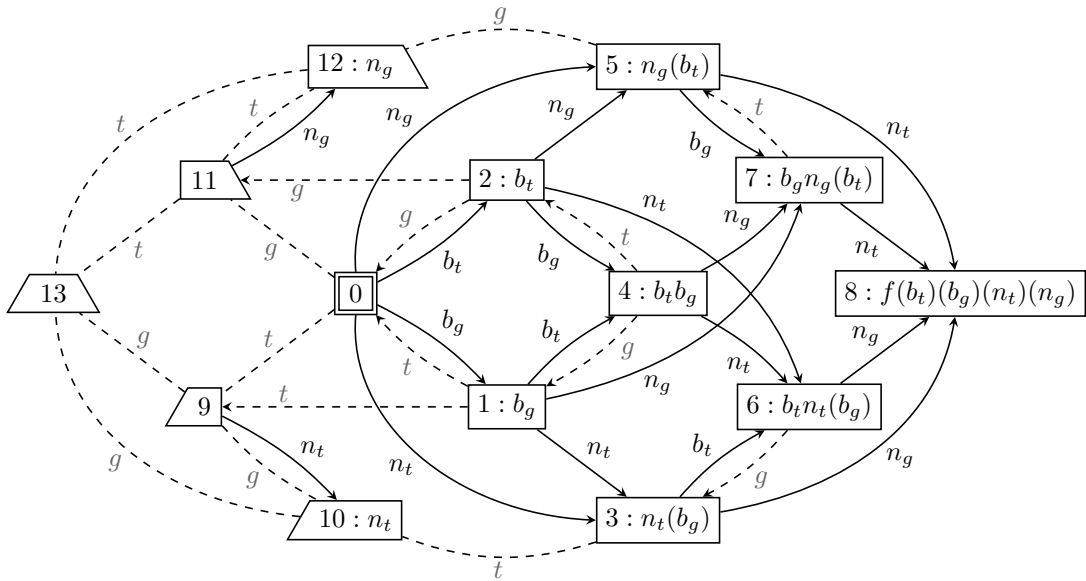 g
12 : n_g
5 : n_g(b_t)
t
t
n_g
n_g
n_g
b_g
t
n_t
11
g
2 : b_t
7 : b_g n_g(b_t)
t
g
g
b_t
b_g
t
n_t
n_g
n_t
13
0
4 : b_t b_g
8 : f(b_t)(b_g)(n_t)(n_g)
g
t
b_g
t
b_t
g
n_t
n_g
n_g
9
t
1 : b_g
6 : b_t n_t(b_g)
g
n_t
g
n_t
n_t
b_t
g
n_g
10 : n_t
3 : n_t(b_g)
t